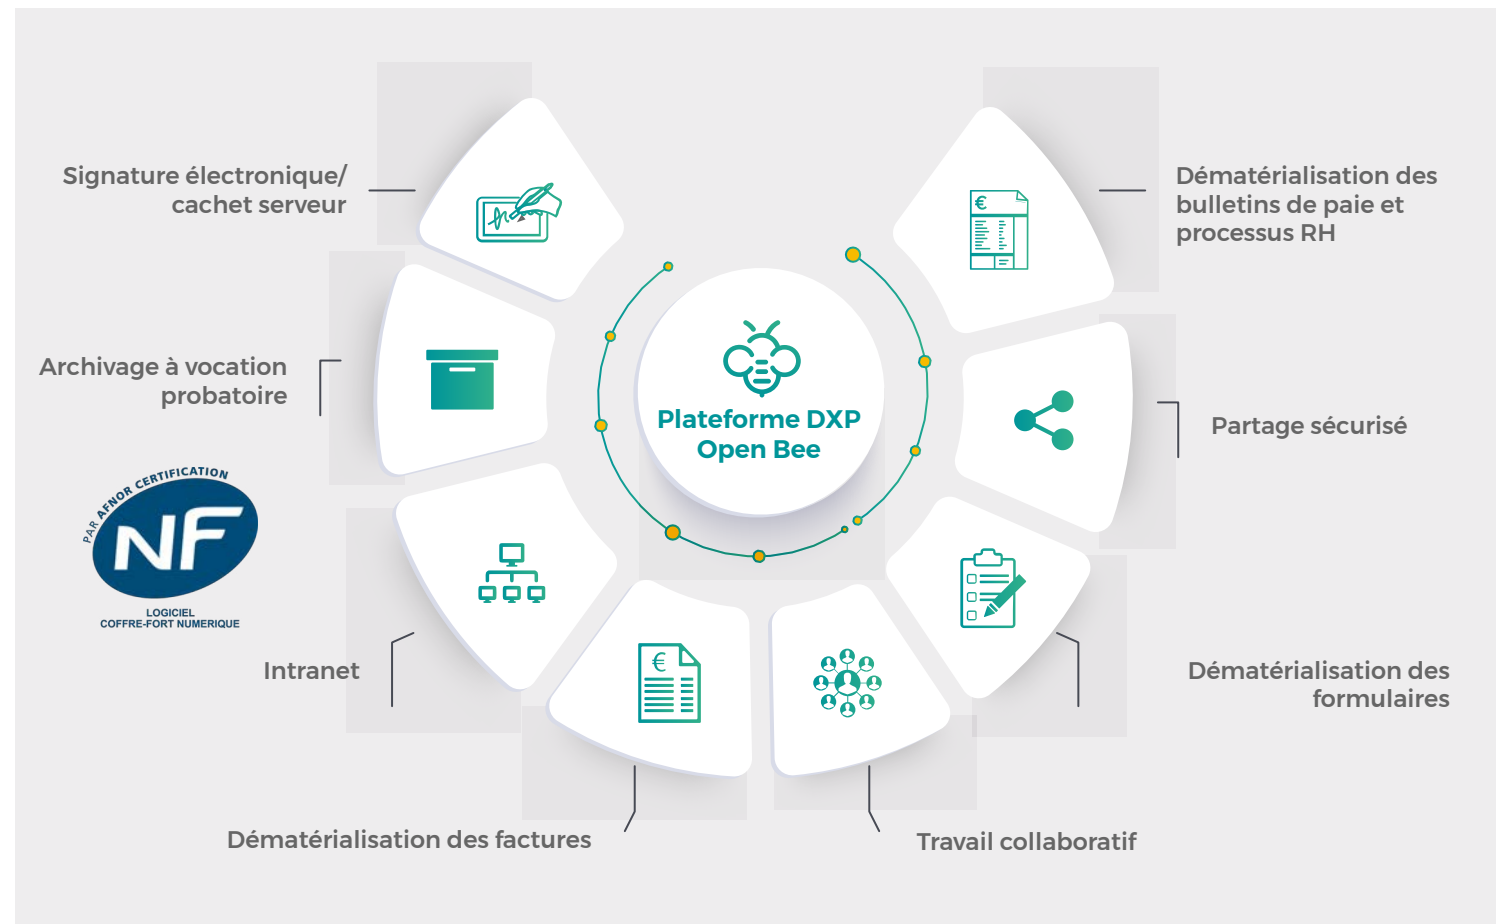 Signature électronique/
cachet serveur
Archivage à vocation
probatoire
PAR AFNOR CERTIFICATION
NF
LOGICIEL
COFFRE-FORT NUMERIQUE
Intranet
Dématérialisation des factures
Plateforme DXP
Open Bee
€
€
Dématérialisation des
bulletins de paie et
processus RH
Partage sécurisé
Dématérialisation des
formulaires
Travail collaboratif